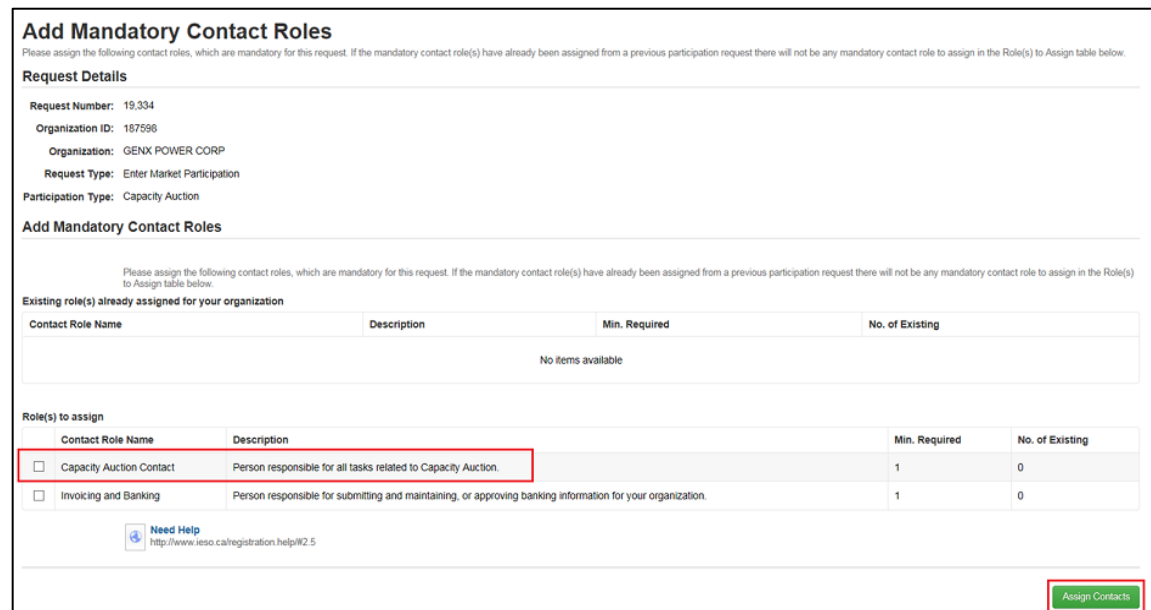 Add Mandatory Contact Roles
Please assign the following contact roles, which are mandatory for this request. If the mandatory contact role(s) have already been assigned from a previous participation request there will not be any mandatory contact role to assign in the Role(s) to Assign table below.
Request Details
Request Number: 19,334
Organization ID: 187598
Organization: GENX POWER CORP
Request Type: Enter Market Participation
Participation Type: Capacity Auction
Add Mandatory Contact Roles
Please assign the following contact roles, which are mandatory for this request. If the mandatory contact role(s) have already been assigned from a previous participation request there will not be any mandatory contact role to assign in the Role(s)
to Assign table below.
Existing role(s) already assigned for your organization
Contact Role Name Description Min. Required No. of Existing
No items available
Role(s) to assign
Contact Role Name Description Min. Required No. of Existing
Capacity Auction Contact Person responsible for all tasks related to Capacity Auction. 1 0
Invoicing and Banking Person responsible for submitting and maintaining, or approving banking information for your organization. 1 0
Need Help
http://www.ieso.ca/registration.help/#2.5
Assign Contacts